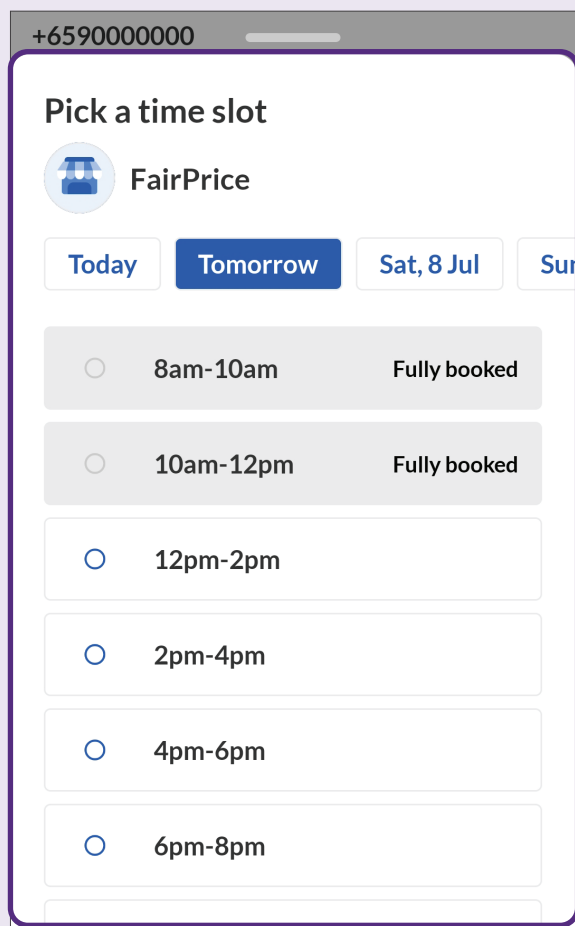 +6590000000
Pick a time slot
FairPrice
Today Tomorrow Sat, 8 Jul
8am-10am Fully booked
10am-12pm Fully booked
12pm-2pm
2pm-4pm
4pm-6pm
6pm-8pm